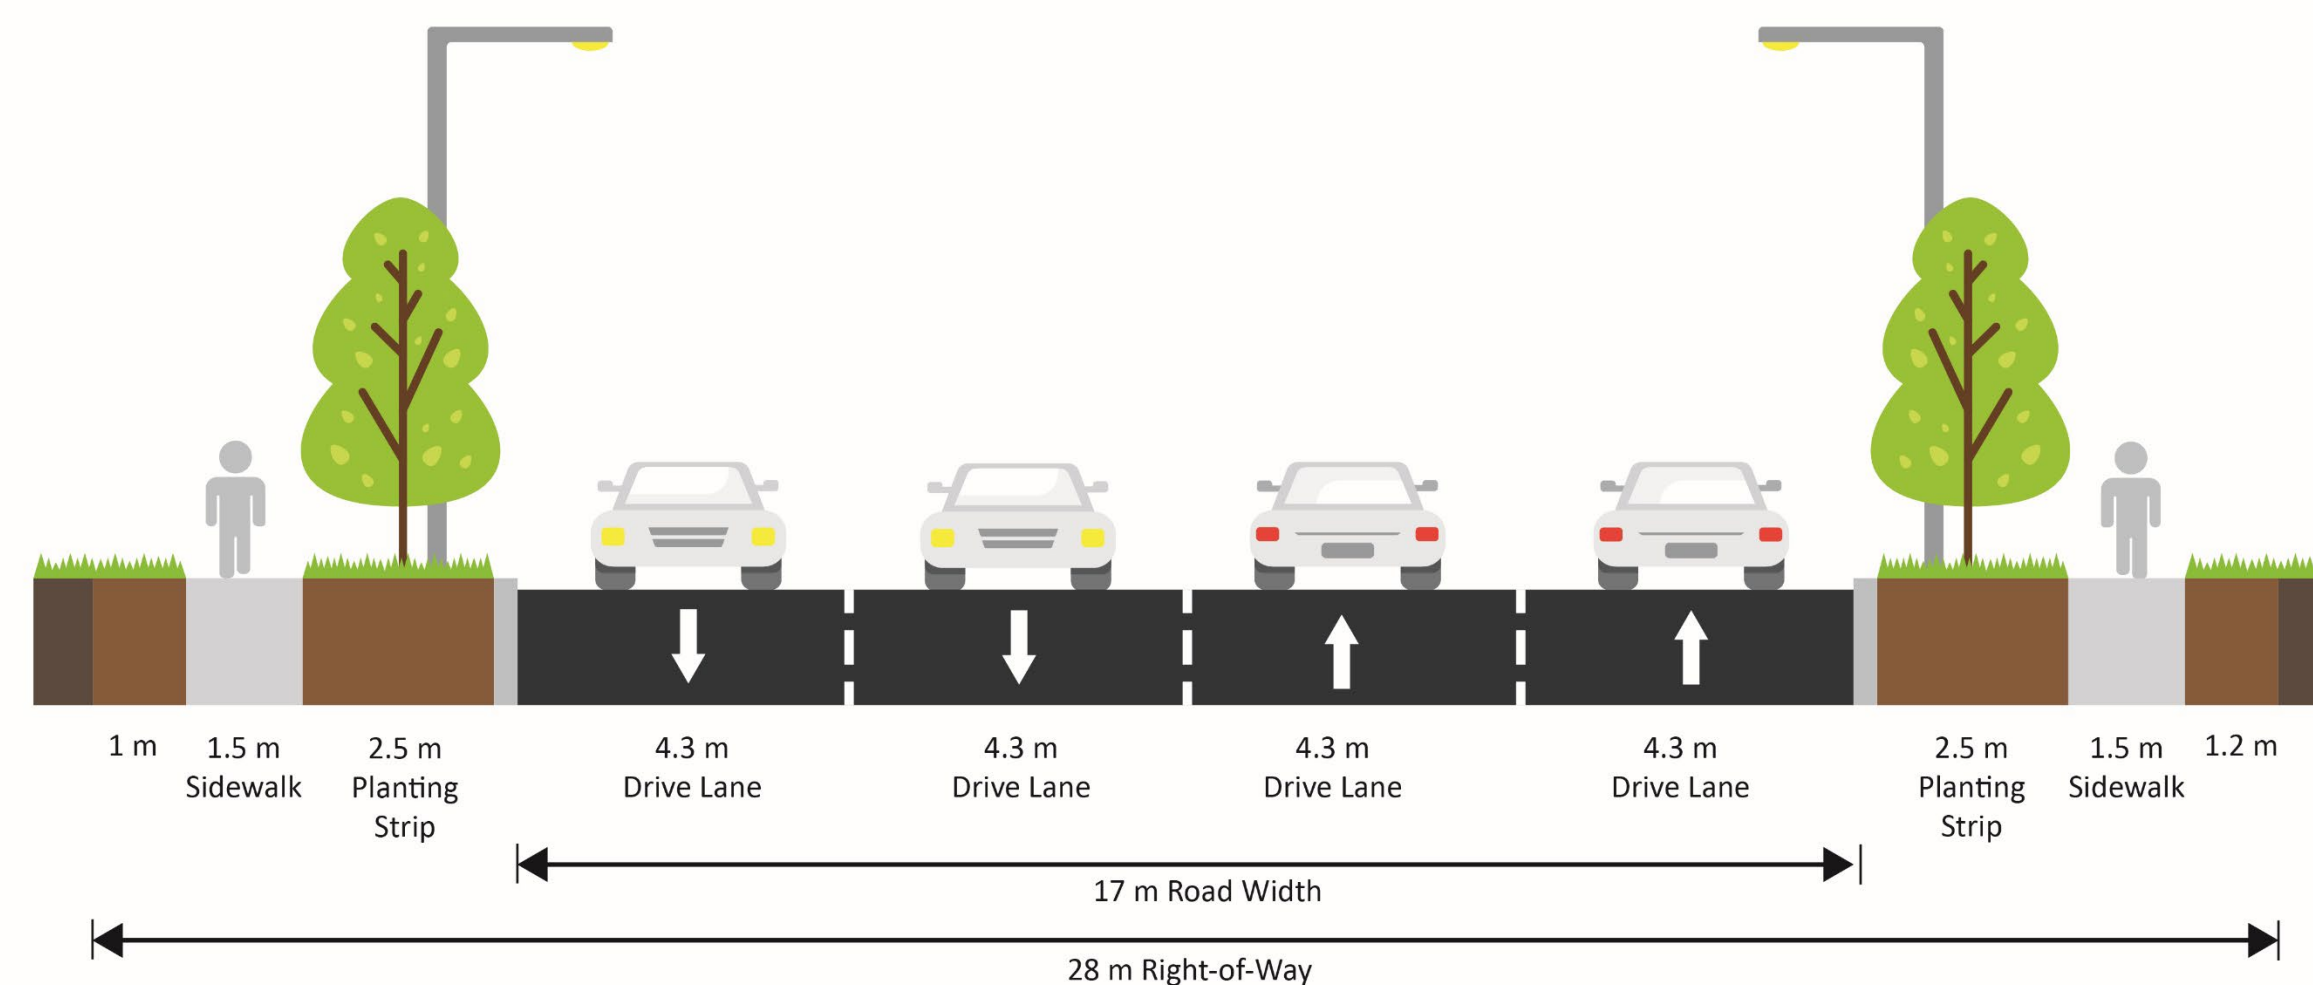 1 m
1.5 m
Sidewalk
2.5 m
Planting
Strip
4.3 m
Drive Lane
4.3 m
Drive Lane
4.3 m
Drive Lane
4.3 m
Drive Lane
2.5 m
Planting
Strip
1.5 m
Sidewalk
1.2 m
17 m Road Width
28 m Right-of-Way